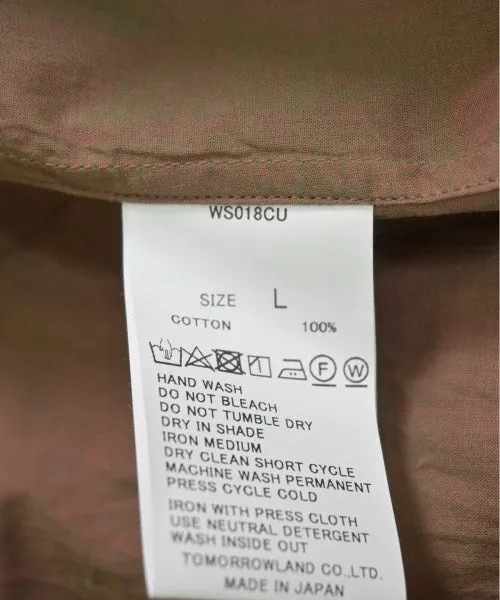 WS018CU
SIZE L
COTTON 100%
F W
HAND WASH
DO NOT BLEACH
DO NOT TUMBLE DRY
DRY IN SHADE
IRON MEDIUM
DRY CLEAN SHORT CYCLE
MACHINE WASH PERMANENT
PRESS CYCLE COLD
IRON WITH PRESS CLOTH
USE NEUTRAL DETERGENT
WASH INSIDE OUT
TOMORROWLAND CO.,LTD.
MADE IN JAPAN